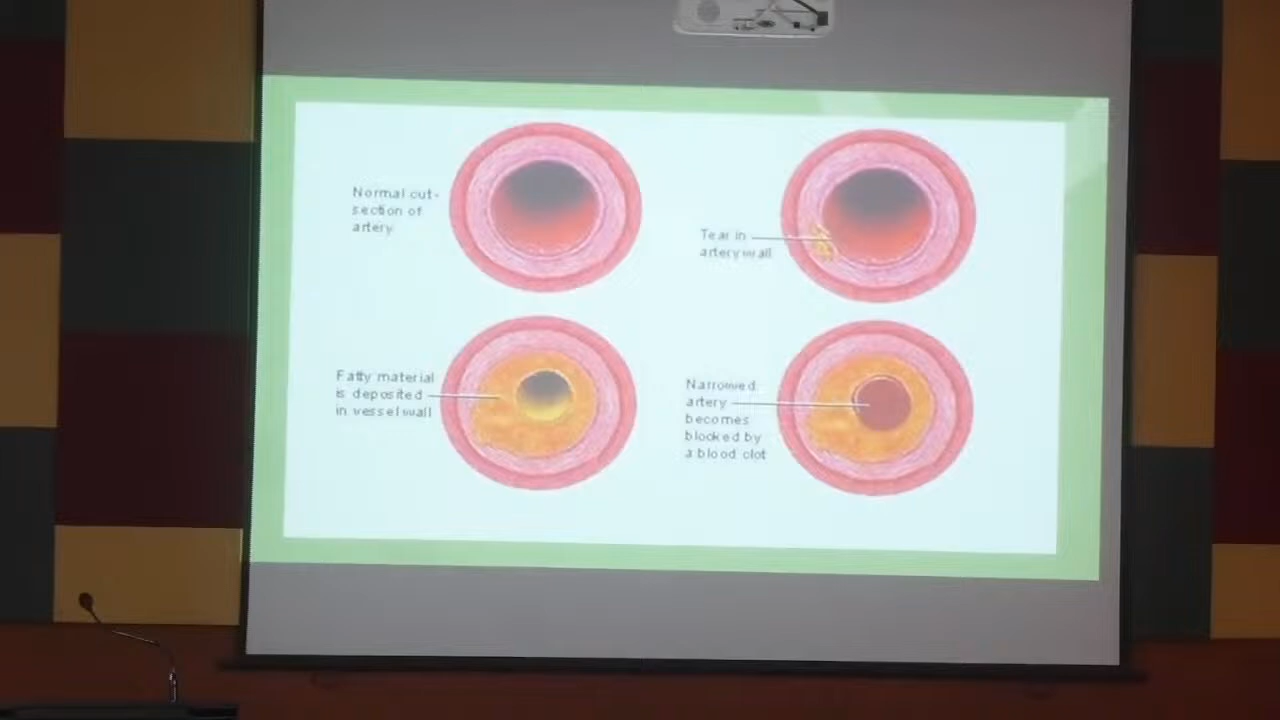 Normal cut-
section of
artery
Tear in
artery wall
Fatty material
is deposited
in vessel wall
Narrowed
artery
becomes
blocked by
a blood clot